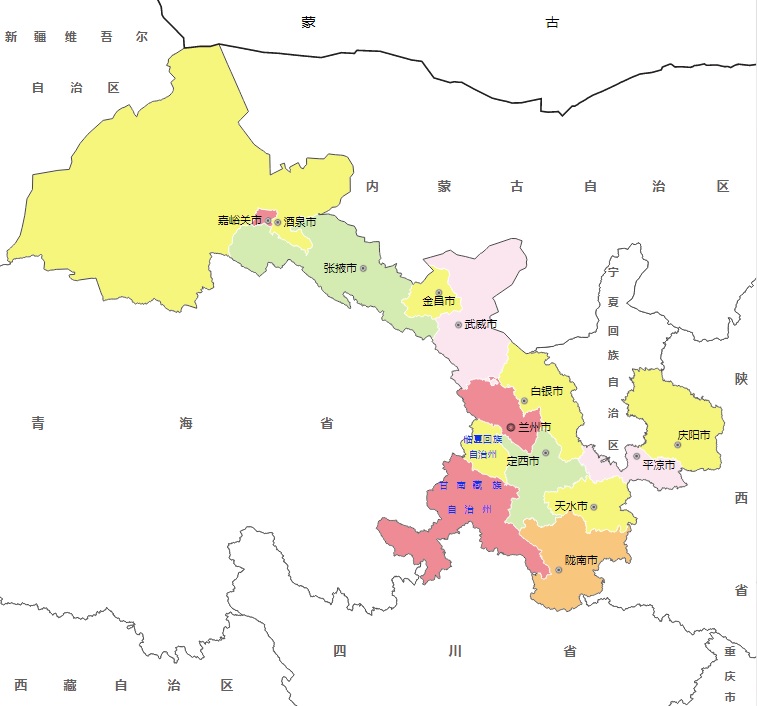 蒙 古
新 疆 维 吾 尔
自 治 区
内 蒙 古 自 治 区
嘉峪关市
酒泉市
张掖市
金昌市
武威市
宁夏回族自治区
陕西省
白银市
青 海 省
兰州市
庆阳市
临夏回族
自治州
定西市
平凉市
甘 南 藏 族
自 治 州
天水市
陇南市
四 川 省
重庆市
西 藏 自 治 区